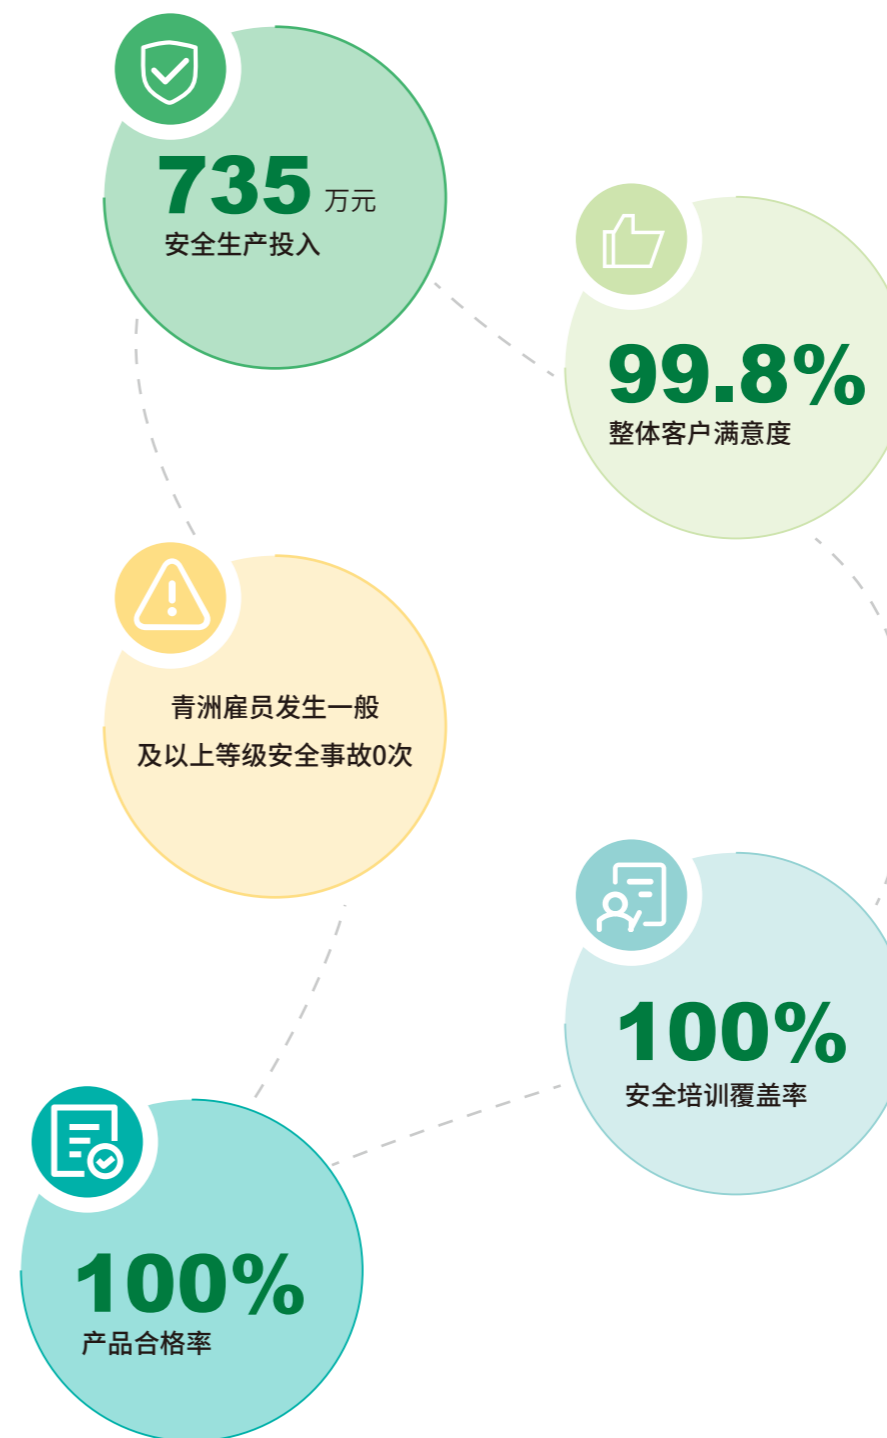 735 万元
安全生产投入
99.8%
整体客户满意度
青洲雇员发生一般
及以上等级安全事故0次
100%
安全培训覆盖率
100%
产品合格率